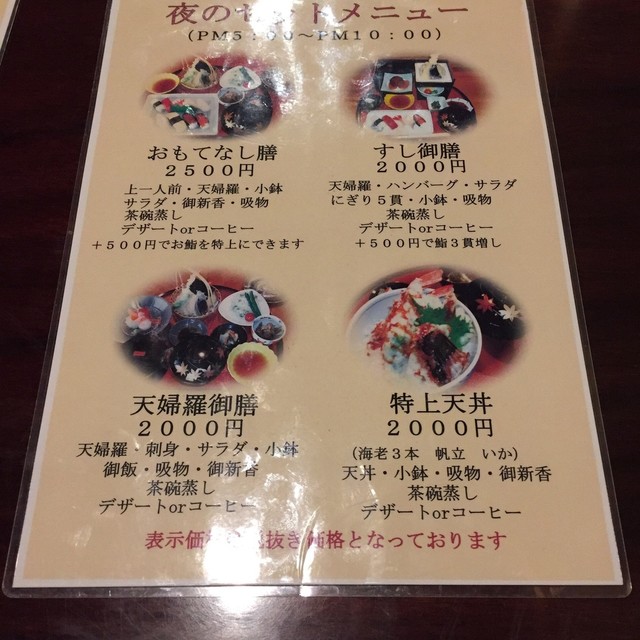 夜のセットメニュー
(PM5:00〜PM10:00)
おもてなし膳
2500円
上一人前・天婦羅・小鉢
サラダ・御新香・吸物
茶碗蒸し
デザートorコーヒー
+500円でお鮨を特上にできます
すし御膳
2000円
天婦羅・ハンバーグ・サラダ
にぎり5貫・小鉢・吸物
茶碗蒸し
デザートorコーヒー
+500円で鮨3貫増し
天婦羅御膳
2000円
天婦羅・刺身・サラダ・小鉢
御飯・吸物・御新香
茶碗蒸し
デザートorコーヒー
特上天丼
2000円
(海老3本 帆立 いか)
天丼・小鉢・吸物・御新香
茶碗蒸し
デザートorコーヒー
表示価格は税抜き価格となっております